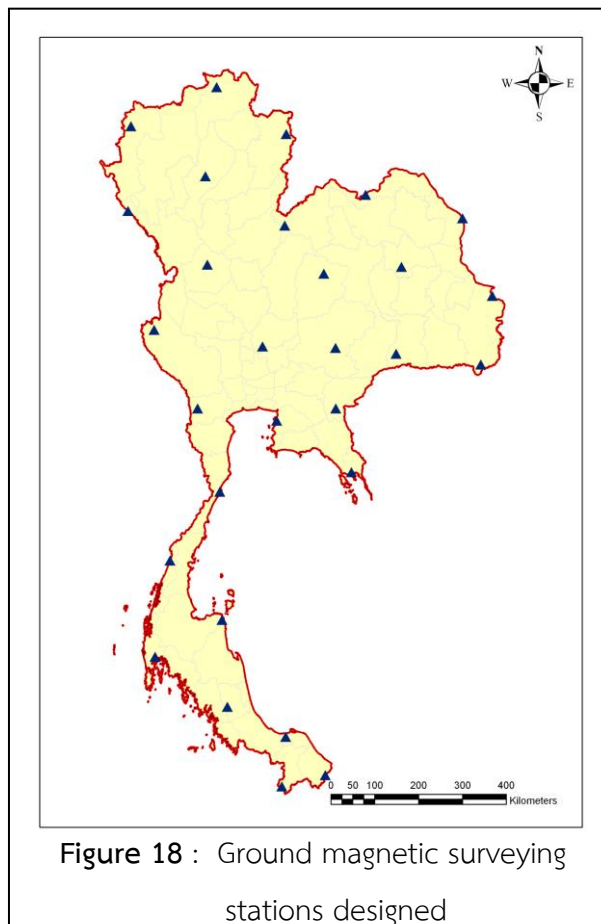 N
W E
S
0 50 100 200 300 400
Kilometers
Figure 18 : Ground magnetic surveying
stations designed